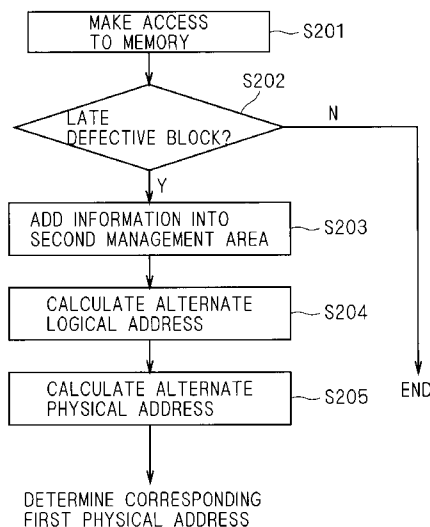 MAKE ACCESS
TO MEMORY
S201
S202
LATE
DEFECTIVE BLOCK?
N
Y
ADD INFORMATION INTO
SECOND MANAGEMENT AREA
S203
CALCULATE ALTERNATE
LOGICAL ADDRESS
S204
CALCULATE ALTERNATE
PHYSICAL ADDRESS
S205
END
DETERMINE CORRESPONDING
FIRST PHYSICAL ADDRESS